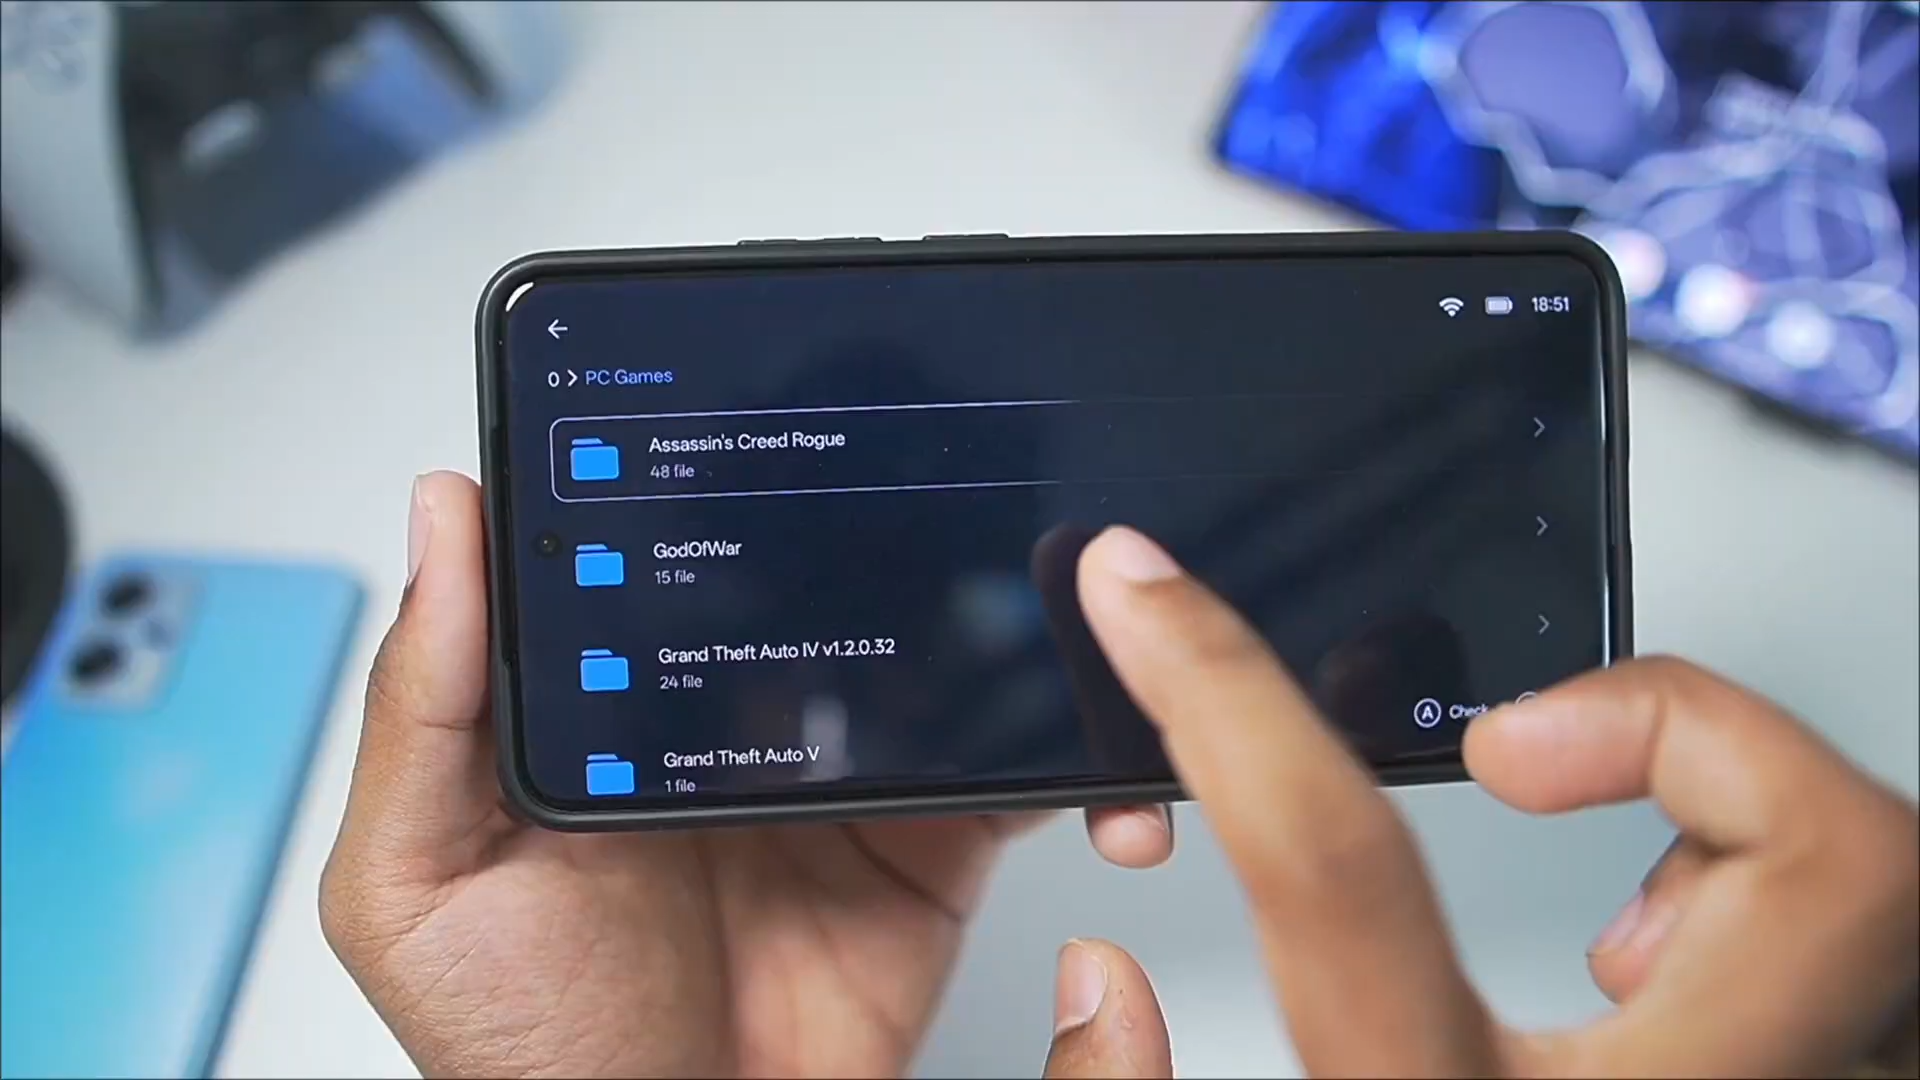 18:51
0 > PC Games
Assassin's Creed Rogue
48 file
GodOfWar
15 file
Grand Theft Auto IV v1.2.0.32
24 file
A Check
Grand Theft Auto V
1 file